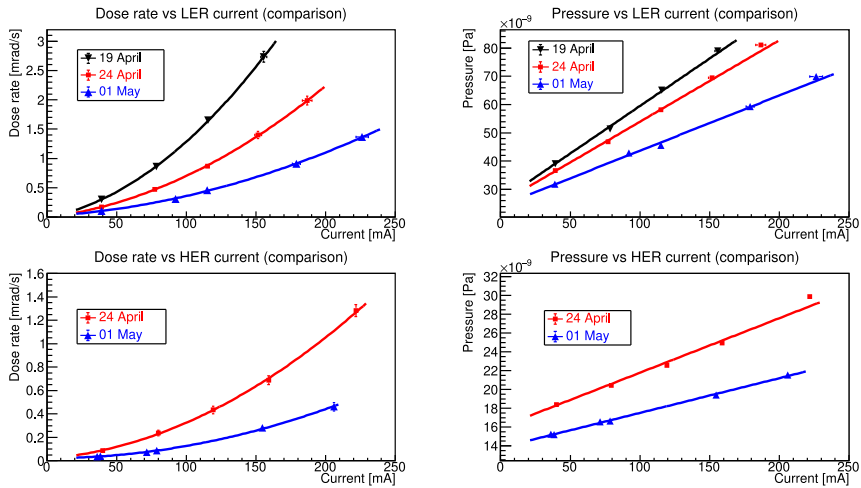 Dose rate vs LER current (comparison)
Dose rate [mrad/s]
3
2.5
2
1.5
1
0.5
0
19 April
24 April
01 May
0 50 100 150 200 250
Current [mA]
Pressure vs LER current (comparison)
×10⁻⁹
Pressure [Pa]
80
70
60
50
40
30
19 April
24 April
01 May
0 50 100 150 200 250
Current [mA]
Dose rate vs HER current (comparison)
Dose rate [mrad/s]
1.6
1.4
1.2
1
0.8
0.6
0.4
0.2
0
24 April
01 May
0 50 100 150 200 250
Current [mA]
Pressure vs HER current (comparison)
×10⁻⁹
Pressure [Pa]
32
30
28
26
24
22
20
18
16
14
24 April
01 May
0 50 100 150 200 250
Current [mA]